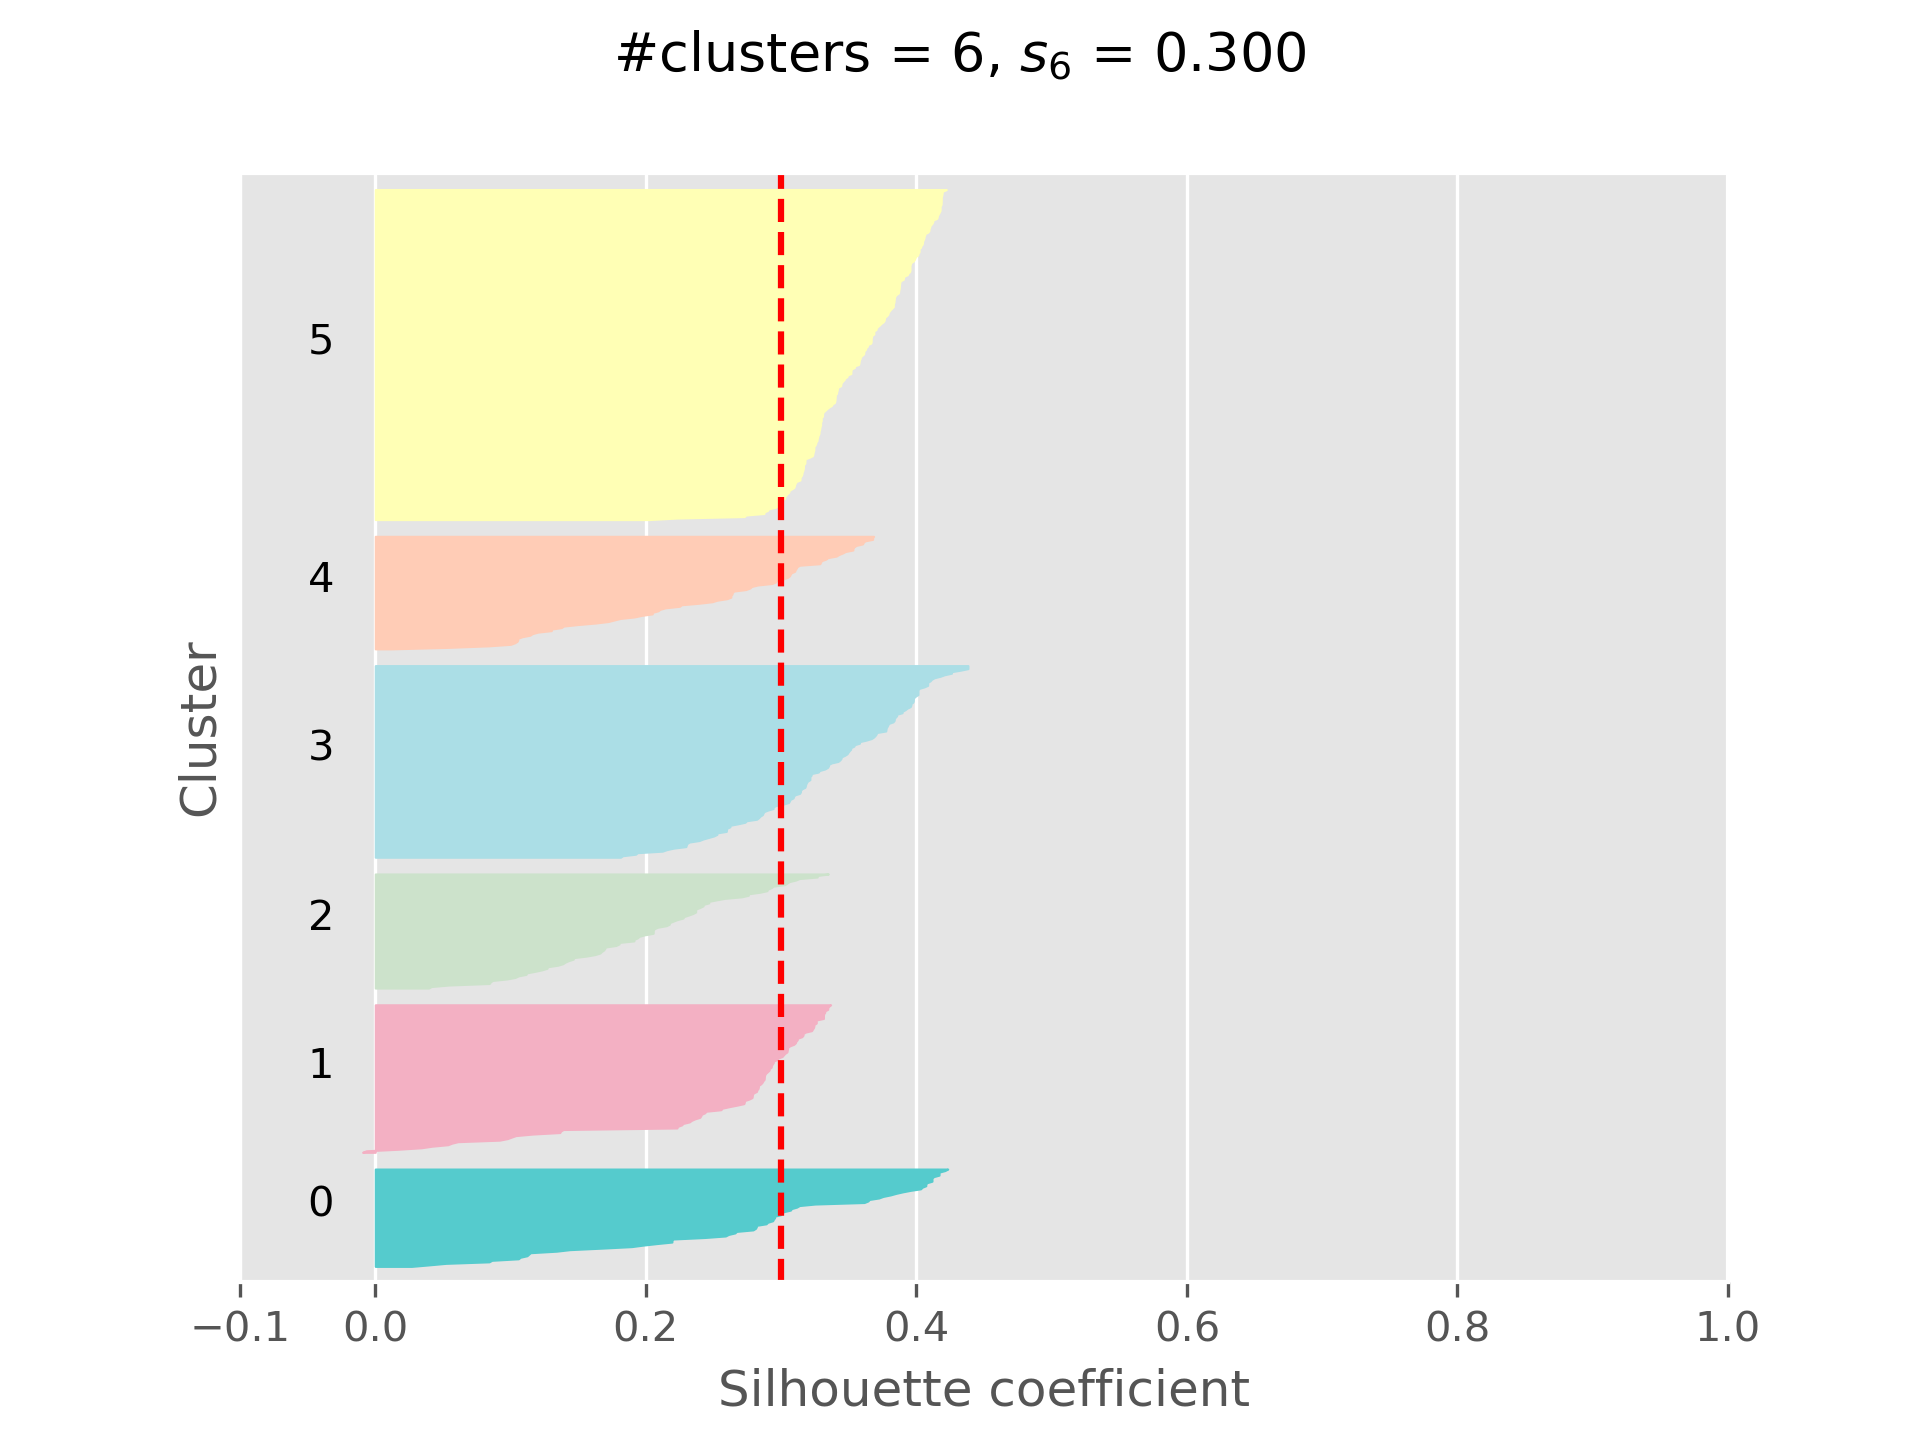 #clusters = 6, s₆ = 0.300
5
4
3
2
1
0
Cluster
−0.1 0.0 0.2 0.4 0.6 0.8 1.0
Silhouette coefficient